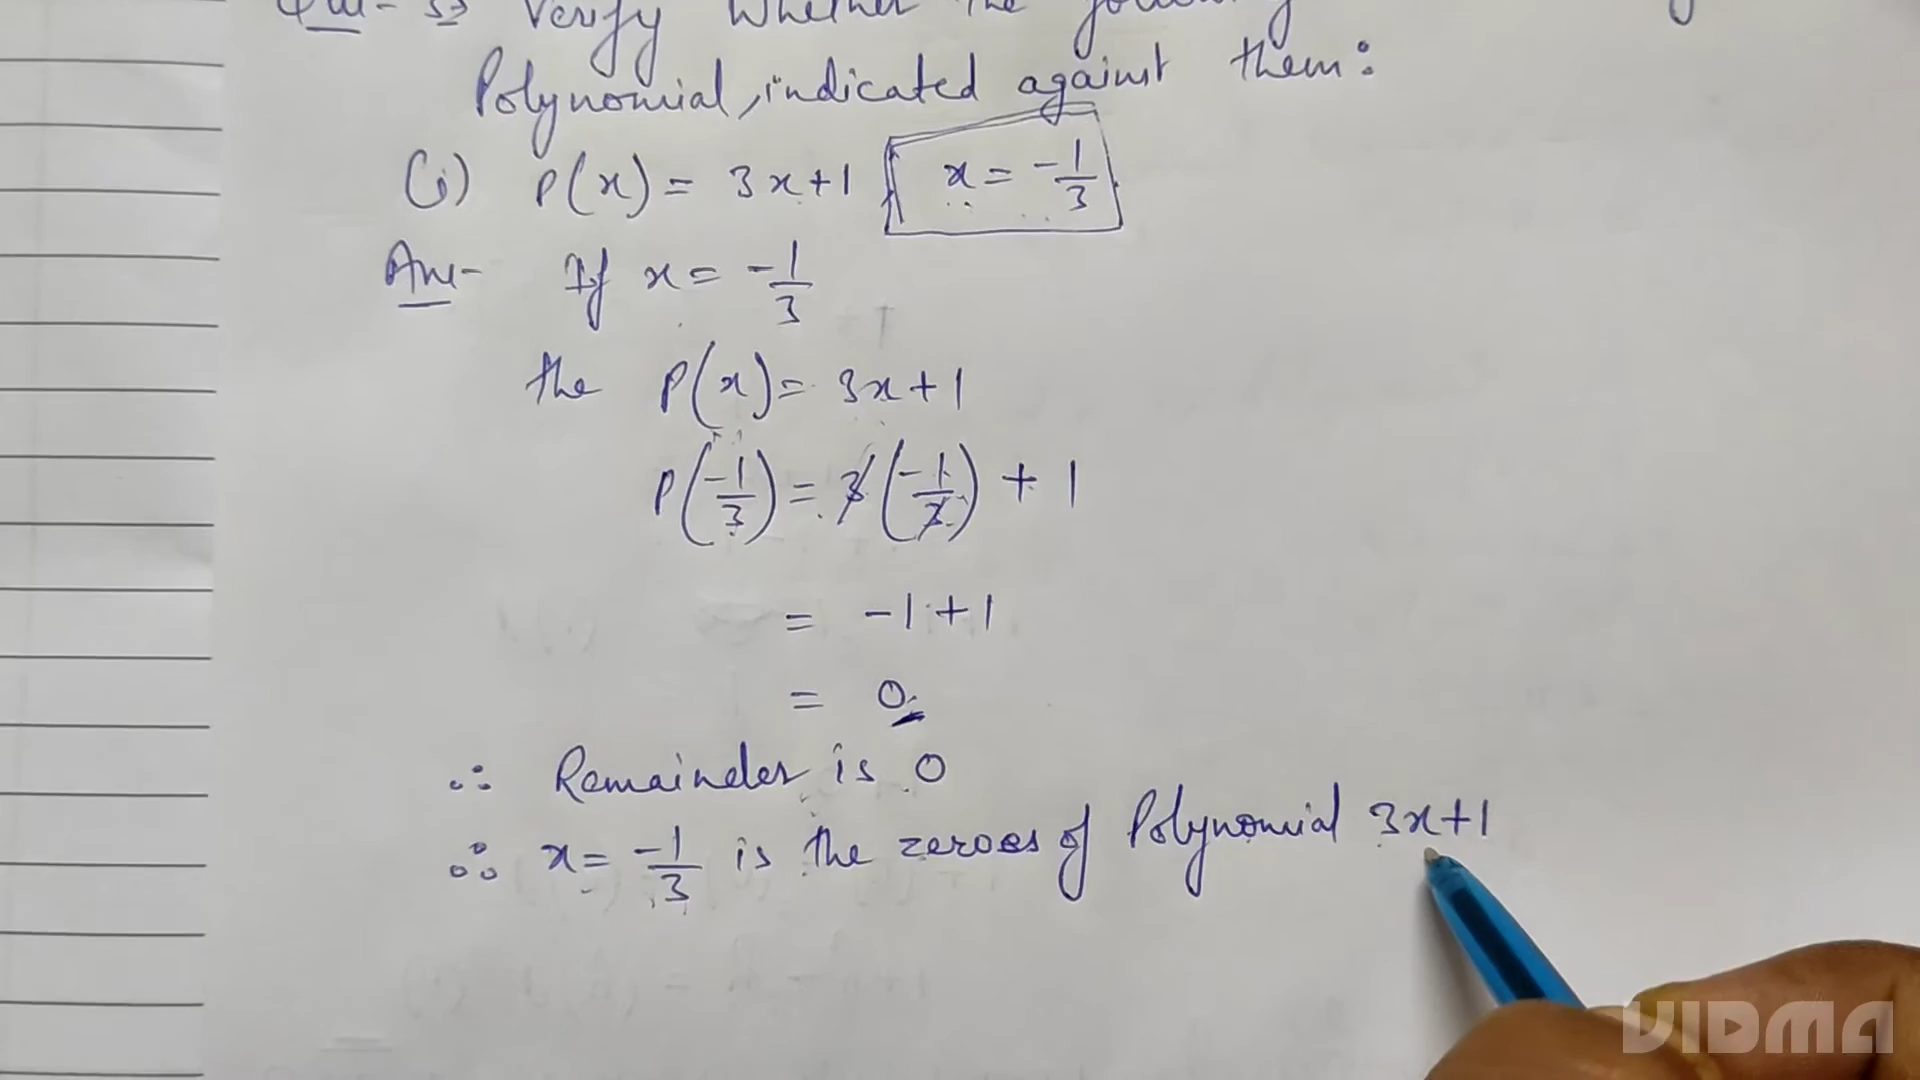 Verify whether the following
Polynomial, indicated against them:
(i) P(x) = 3x+1 x = -1/3
Ans- If x = -1/3
the P(x) = 3x+1
P(-1/3) = 3(-1/3) + 1
= -1+1
= 0
∴ Remainder is 0
∴ x = -1/3 is the zeroes of Polynomial 3x+1
VIDMA